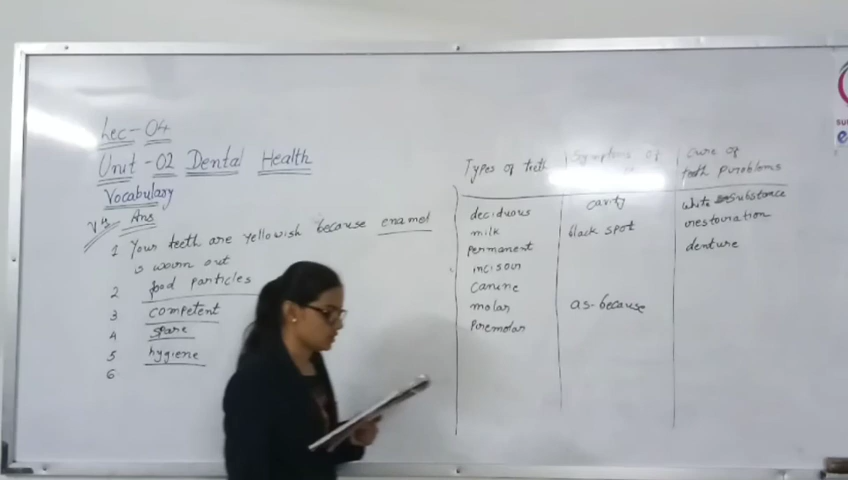 Lec-04
Unit-02 Dental Health
Vocabulary
Ans
1 Your teeth are yellowish because enamel
is worn out
2 food particles
3 competent
4 spare
5 hygiene
6
Types of teeth
deciduous
milk
permanent
incisor
canine
molar
premolar
Symptoms of
cavity
black spot
as-because
Cure of
teeth problems
white substance
restoration
denture